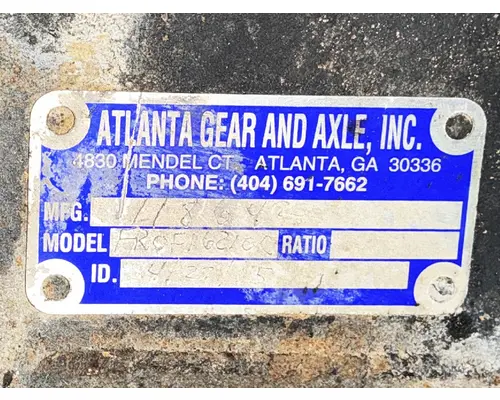 ATLANTA GEAR AND AXLE, INC.
4830 MENDEL CT. ATLANTA, GA 30336
PHONE: (404) 691-7662
MFG.
MODEL RATIO
ID.